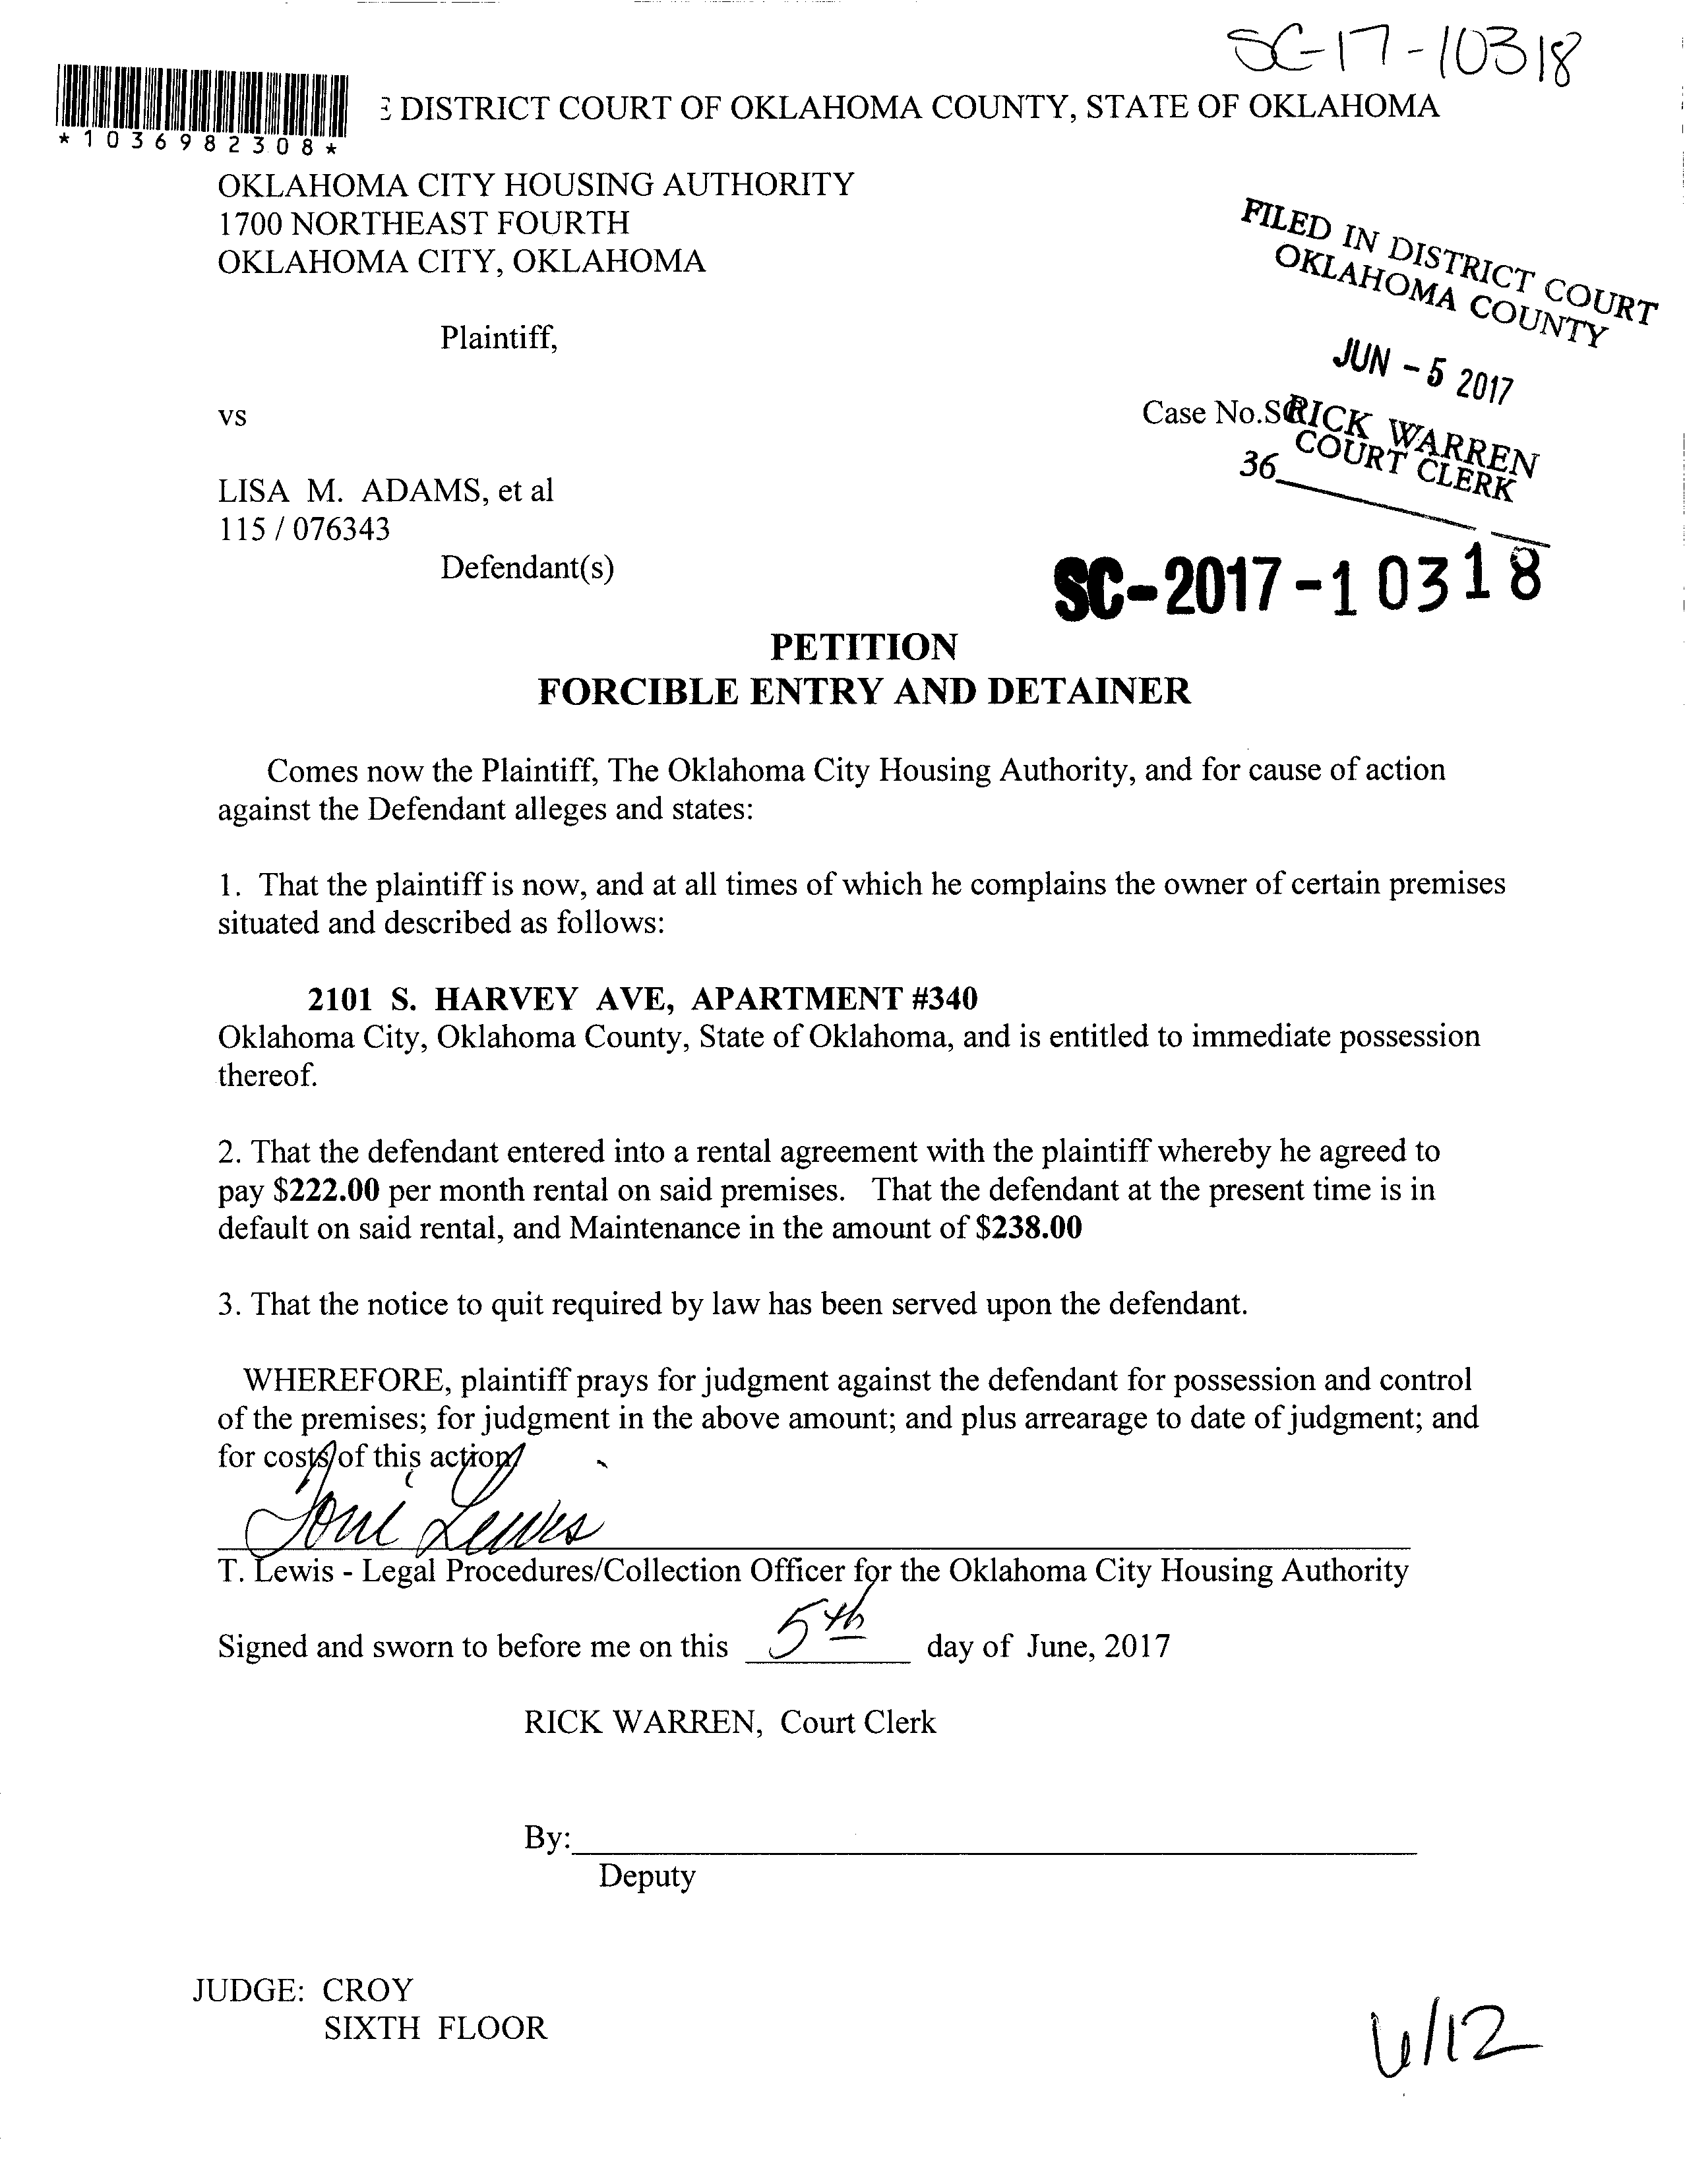 SC-17-10318
DISTRICT COURT OF OKLAHOMA COUNTY, STATE OF OKLAHOMA
*1036982308*
OKLAHOMA CITY HOUSING AUTHORITY
1700 NORTHEAST FOURTH
OKLAHOMA CITY, OKLAHOMA
FILED IN DISTRICT COURT
OKLAHOMA COUNTY
Plaintiff,
JUN -5 2017
vs
Case No.
RICK WARREN
COURT CLERK
36
LISA M. ADAMS, et al
115 / 076343
Defendant(s)
SC-2017-10318
PETITION
FORCIBLE ENTRY AND DETAINER
Comes now the Plaintiff, The Oklahoma City Housing Authority, and for cause of action
against the Defendant alleges and states:
1. That the plaintiff is now, and at all times of which he complains the owner of certain premises
situated and described as follows:
2101 S. HARVEY AVE, APARTMENT #340
Oklahoma City, Oklahoma County, State of Oklahoma, and is entitled to immediate possession
thereof.
2. That the defendant entered into a rental agreement with the plaintiff whereby he agreed to
pay $222.00 per month rental on said premises. That the defendant at the present time is in
default on said rental, and Maintenance in the amount of $238.00
3. That the notice to quit required by law has been served upon the defendant.
WHEREFORE, plaintiff prays for judgment against the defendant for possession and control
of the premises; for judgment in the above amount; and plus arrearage to date of judgment; and
for costs of this action
Toni Lewis
T. Lewis - Legal Procedures/Collection Officer for the Oklahoma City Housing Authority
Signed and sworn to before me on this 5th day of June, 2017
RICK WARREN, Court Clerk
By:
Deputy
JUDGE: CROY
SIXTH FLOOR
6/12